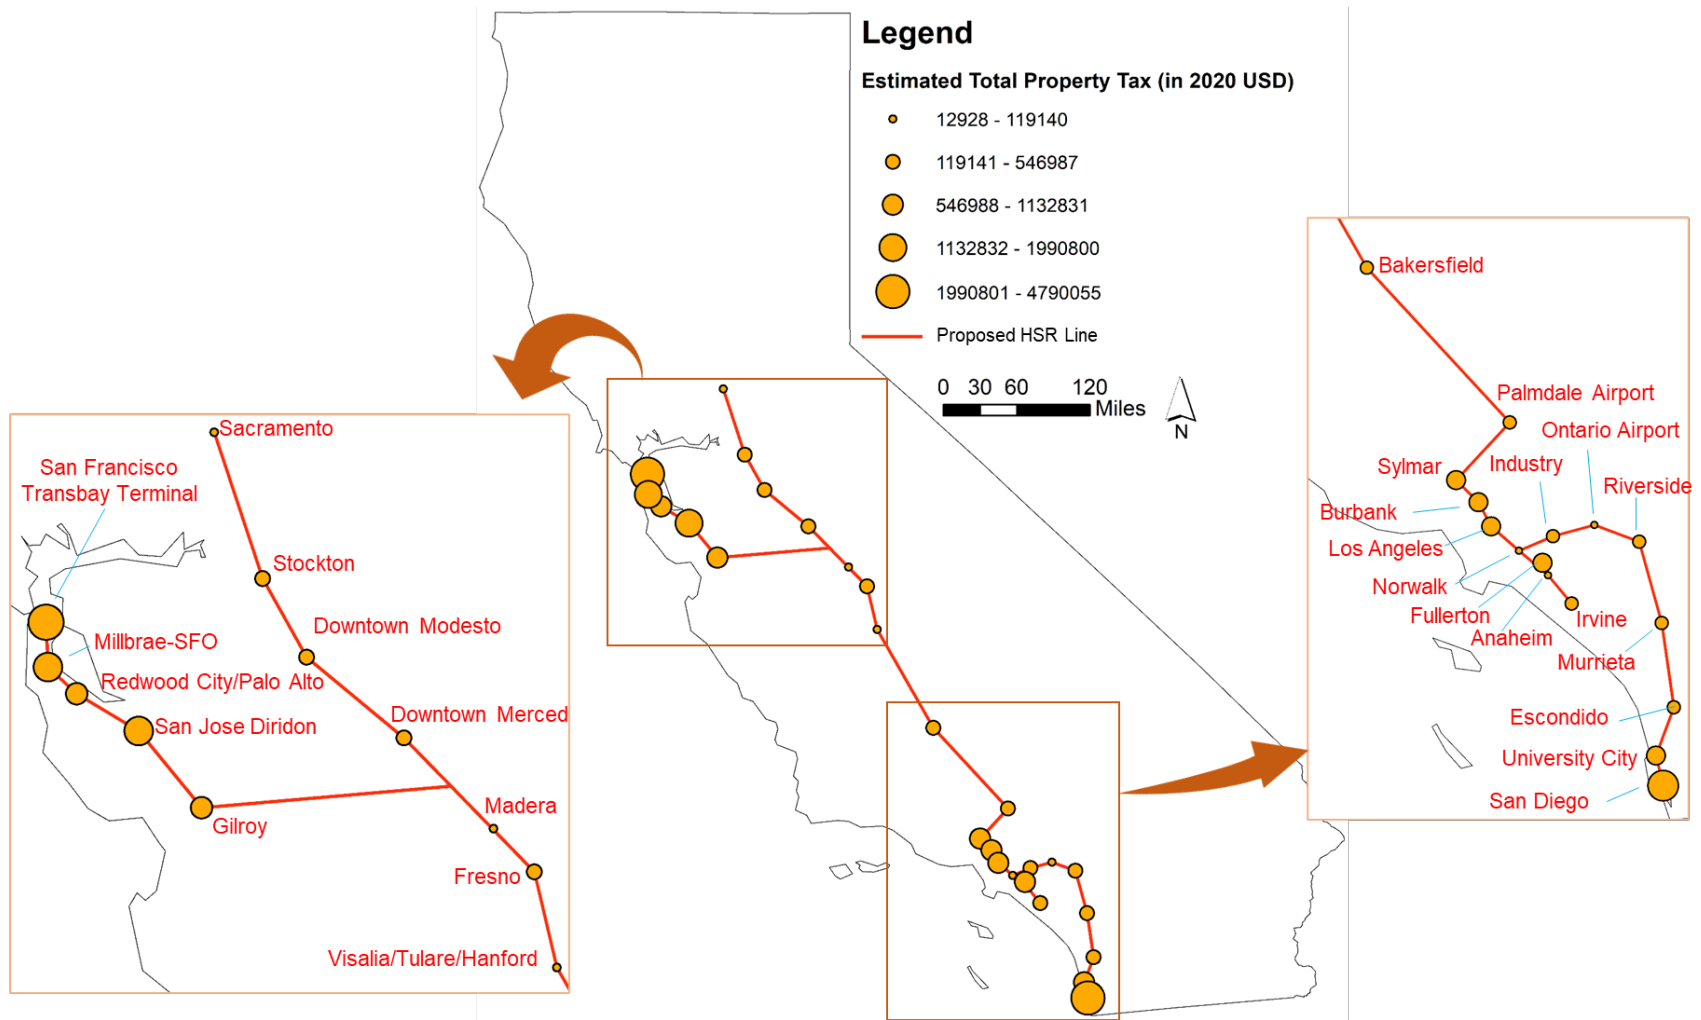 Legend
Estimated Total Property Tax (in 2020 USD)
12928 - 119140
119141 - 546987
546988 - 1132831
1132832 - 1990800
1990801 - 4790055
Proposed HSR Line
0 30 60 120
Miles
N
Sacramento
San Francisco
Transbay Terminal
Stockton
Downtown Modesto
Millbrae-SFO
Redwood City/Palo Alto
Downtown Merced
San Jose Diridon
Madera
Gilroy
Fresno
Visalia/Tulare/Hanford
Bakersfield
Palmdale Airport
Ontario Airport
Sylmar
Industry
Riverside
Burbank
Los Angeles
Norwalk
Fullerton
Irvine
Anaheim
Murrieta
Escondido
University City
San Diego